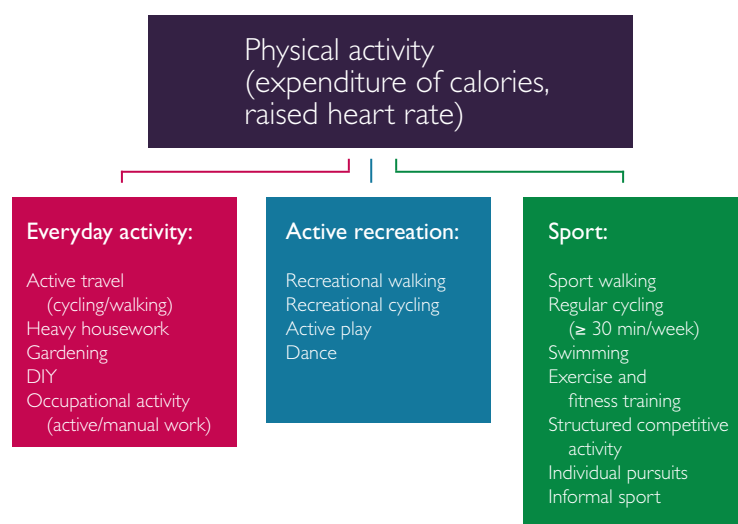 Physical activity
(expenditure of calories,
raised heart rate)
Everyday activity:
Active travel
(cycling/walking)
Heavy housework
Gardening
DIY
Occupational activity
(active/manual work)
Active recreation:
Recreational walking
Recreational cycling
Active play
Dance
Sport:
Sport walking
Regular cycling
(≥ 30 min/week)
Swimming
Exercise and
fitness training
Structured competitive
activity
Individual pursuits
Informal sport